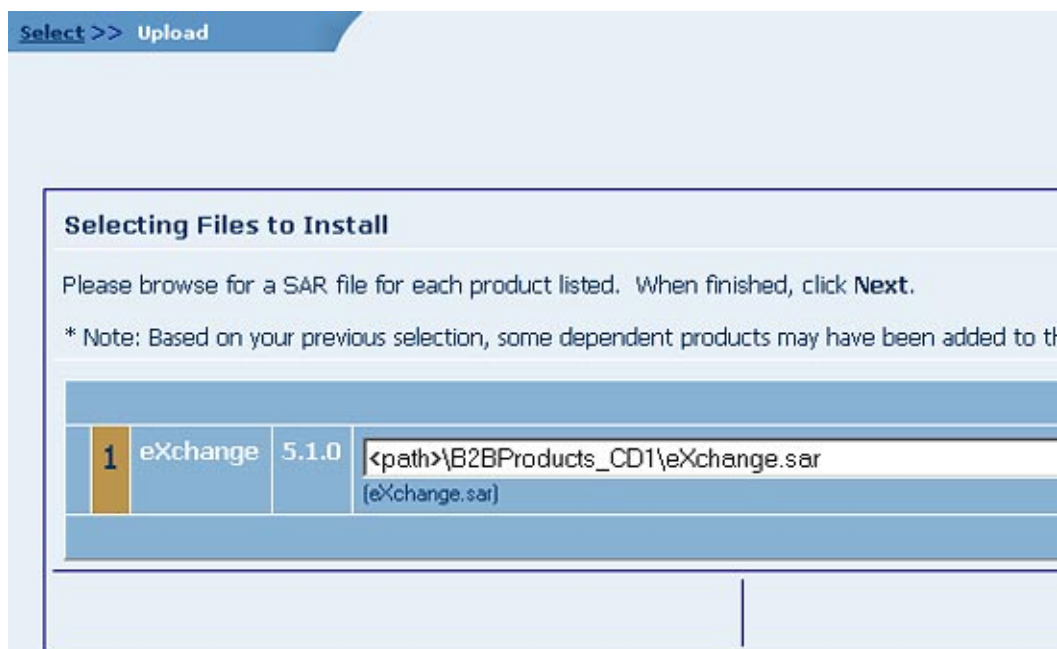 Select >> Upload
Selecting Files to Install
Please browse for a SAR file for each product listed. When finished, click Next.
* Note: Based on your previous selection, some dependent products may have been added to
1 eXchange 5.1.0 <path>\B2BProducts_CD1\eXchange.sar
(eXchange.sar)